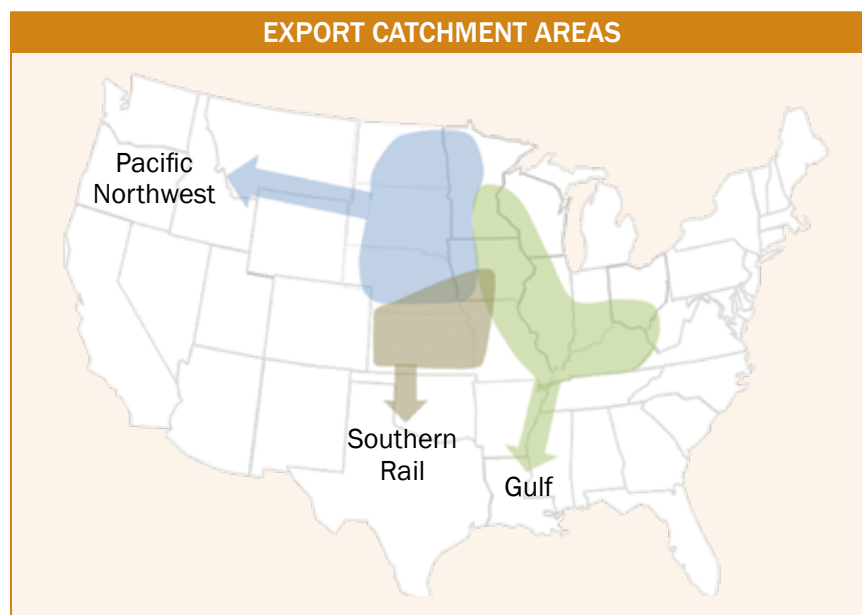 EXPORT CATCHMENT AREAS
Pacific
Northwest
Southern
Rail
Gulf